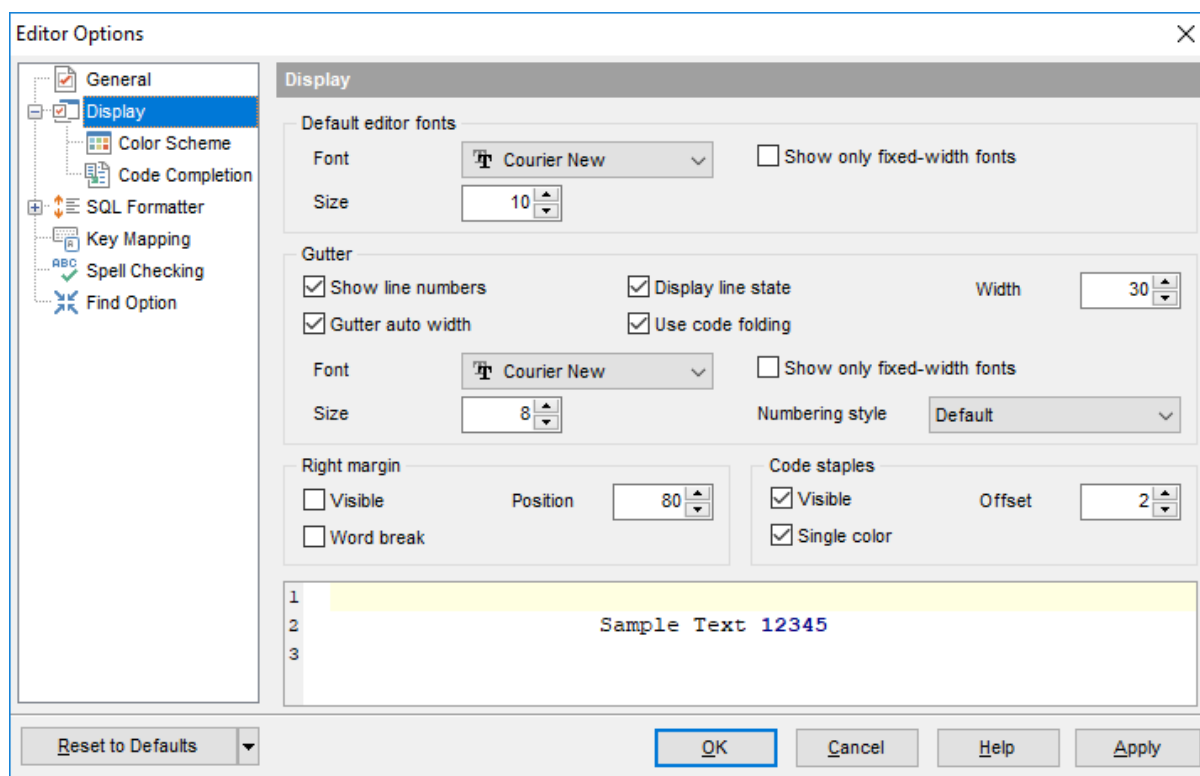 Editor Options
General
Display
Color Scheme
Code Completion
SQL Formatter
Key Mapping
ABC Spell Checking
Find Option
Display
Default editor fonts
Font Courier New Show only fixed-width fonts
Size 10
Gutter
Show line numbers Display line state Width 30
Gutter auto width Use code folding
Font Courier New Show only fixed-width fonts
Size 8 Numbering style Default
Right margin
Visible Position 80
Word break
Code staples
Visible Offset 2
Single color
1
2 Sample Text 12345
3
Reset to Defaults OK Cancel Help Apply